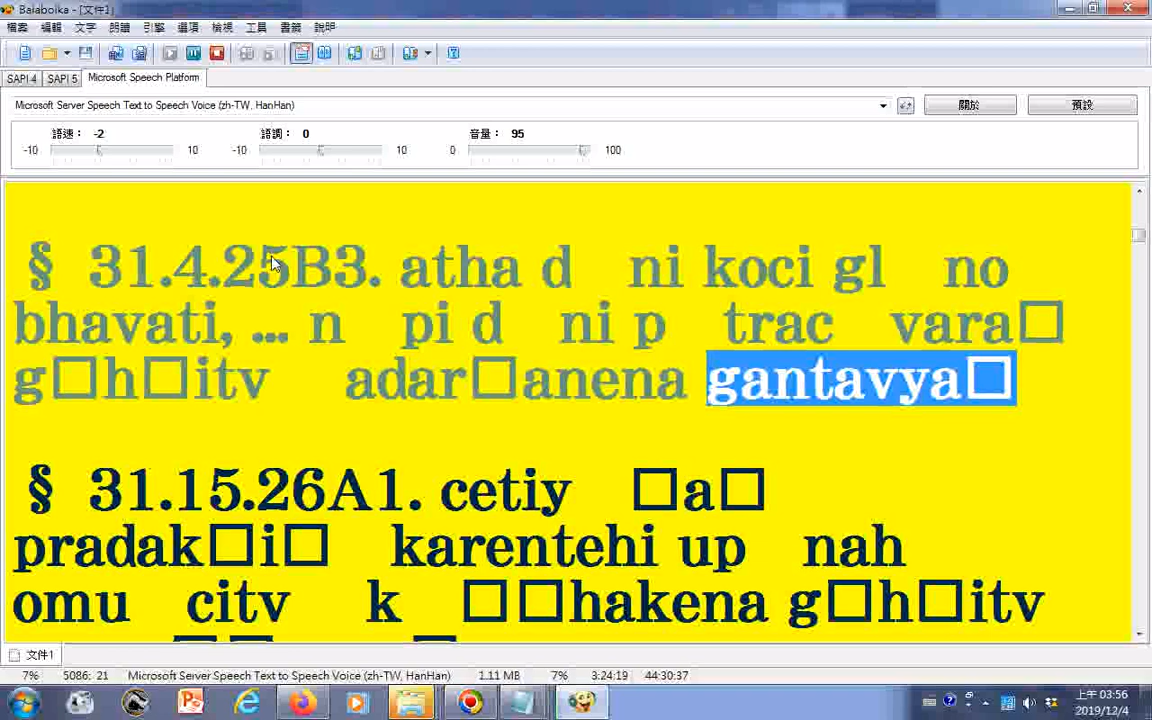 Balabolka - [文件1]
檔案 編輯 文字 朗讀 引擎 選項 檢視 工具 書籤 說明
SAPI 4 SAPI 5 Microsoft Speech Platform
Microsoft Server Speech Text to Speech Voice (zh-TW, HanHan) 關於 預設
語速： -2 語調： 0 音量： 95
-10 10 -10 10 0 100
§ 31.4.25B3. atha d ni koci gl no
bhavati, ... n pi d ni p trac vara□
g□h□itv adar□anena gantavya□
§ 31.15.26A1. cetiy □a□
pradak□i□ karentehi up nah
omu citv k □□hakena g□h□itv
文件1
7% 5086: 21 Microsoft Server Speech Text to Speech Voice (zh-TW, HanHan) 1.11 MB 7% 3:24:19 44:30:37
上午 03:56
2019/12/4